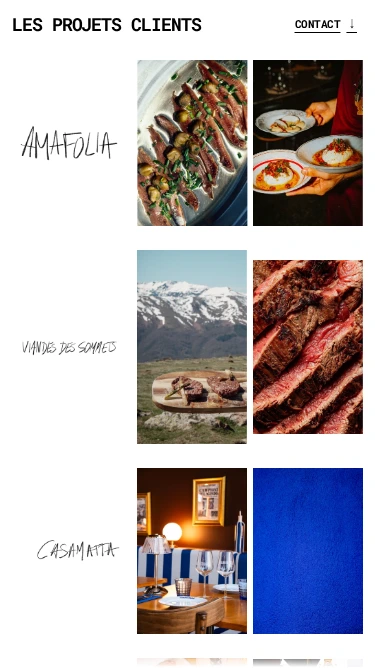 LES PROJETS CLIENTS
CONTACT ↓
AMAFOLIA
VIANDES DES SOMMETS
CASAMATTA